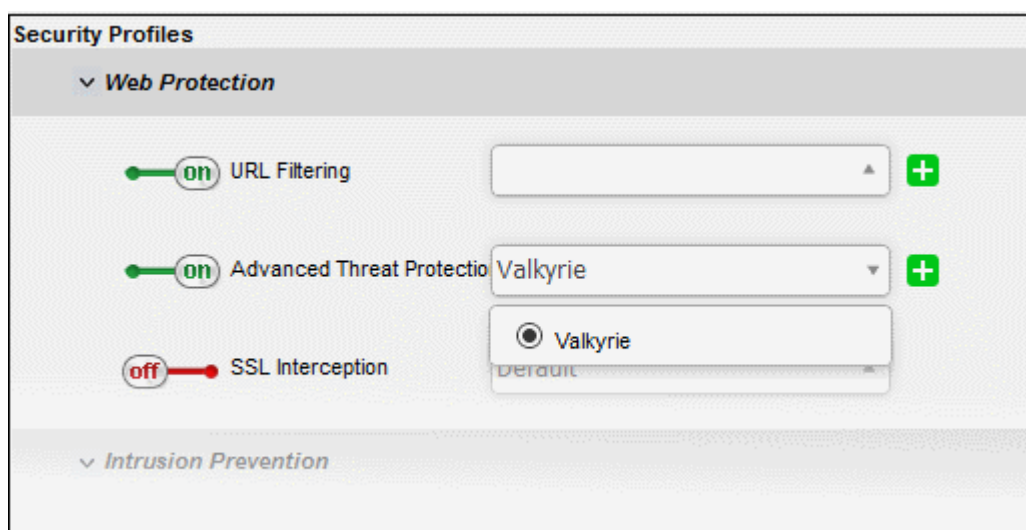 Security Profiles
Web Protection
on URL Filtering
on Advanced Threat Protectio Valkyrie
Valkyrie
off SSL Interception Default
Intrusion Prevention